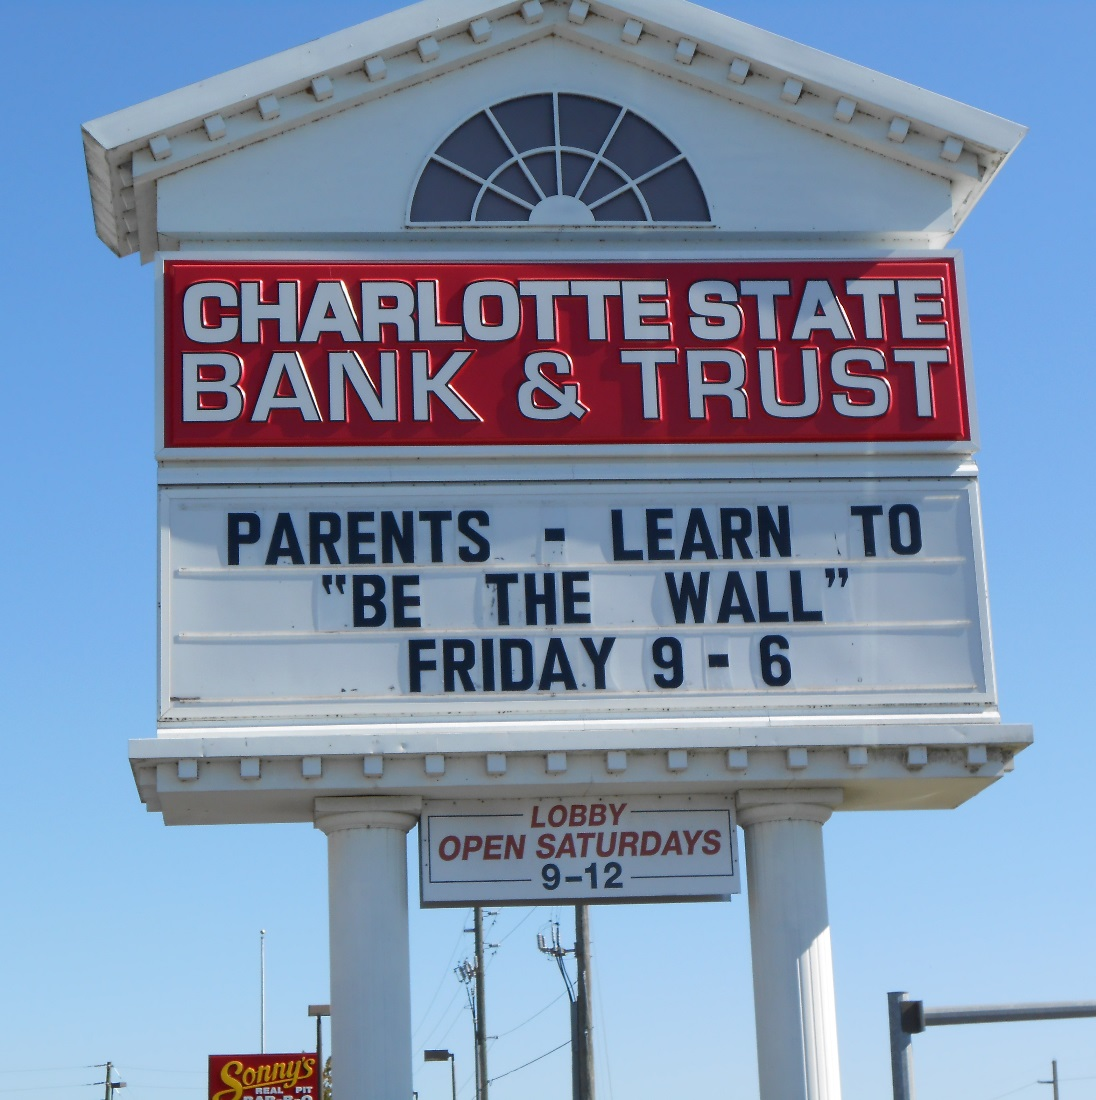 CHARLOTTE STATE
BANK & TRUST
PARENTS - LEARN TO
"BE THE WALL"
FRIDAY 9 - 6
LOBBY
OPEN SATURDAYS
9-12
Sonny's
REAL PIT
BAR-B-Q